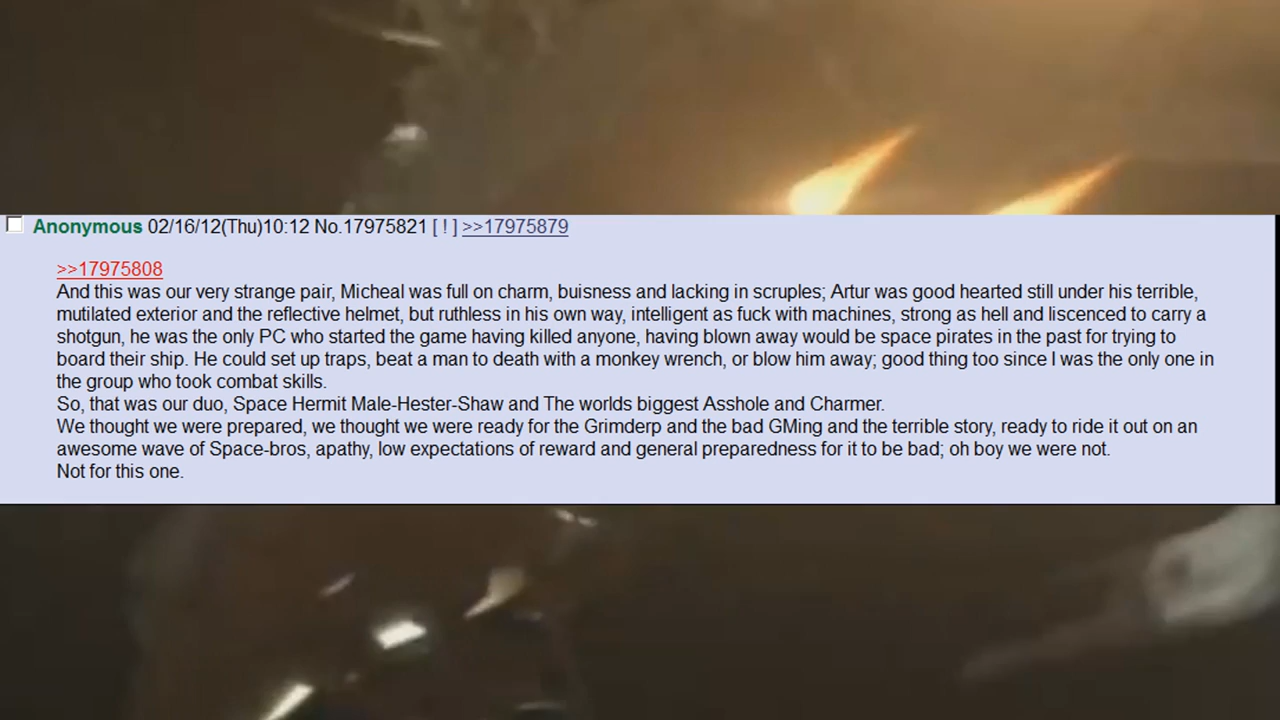 Anonymous 02/16/12(Thu)10:12 No.17975821 [ ! ] >>17975879
>>17975808
And this was our very strange pair, Micheal was full on charm, buisness and lacking in scruples; Artur was good hearted still under his terrible,
mutilated exterior and the reflective helmet, but ruthless in his own way, intelligent as fuck with machines, strong as hell and liscenced to carry a
shotgun, he was the only PC who started the game having killed anyone, having blown away would be space pirates in the past for trying to
board their ship. He could set up traps, beat a man to death with a monkey wrench, or blow him away; good thing too since I was the only one in
the group who took combat skills.
So, that was our duo, Space Hermit Male-Hester-Shaw and The worlds biggest Asshole and Charmer.
We thought we were prepared, we thought we were ready for the Grimderp and the bad GMing and the terrible story, ready to ride it out on an
awesome wave of Space-bros, apathy, low expectations of reward and general preparedness for it to be bad; oh boy we were not.
Not for this one.